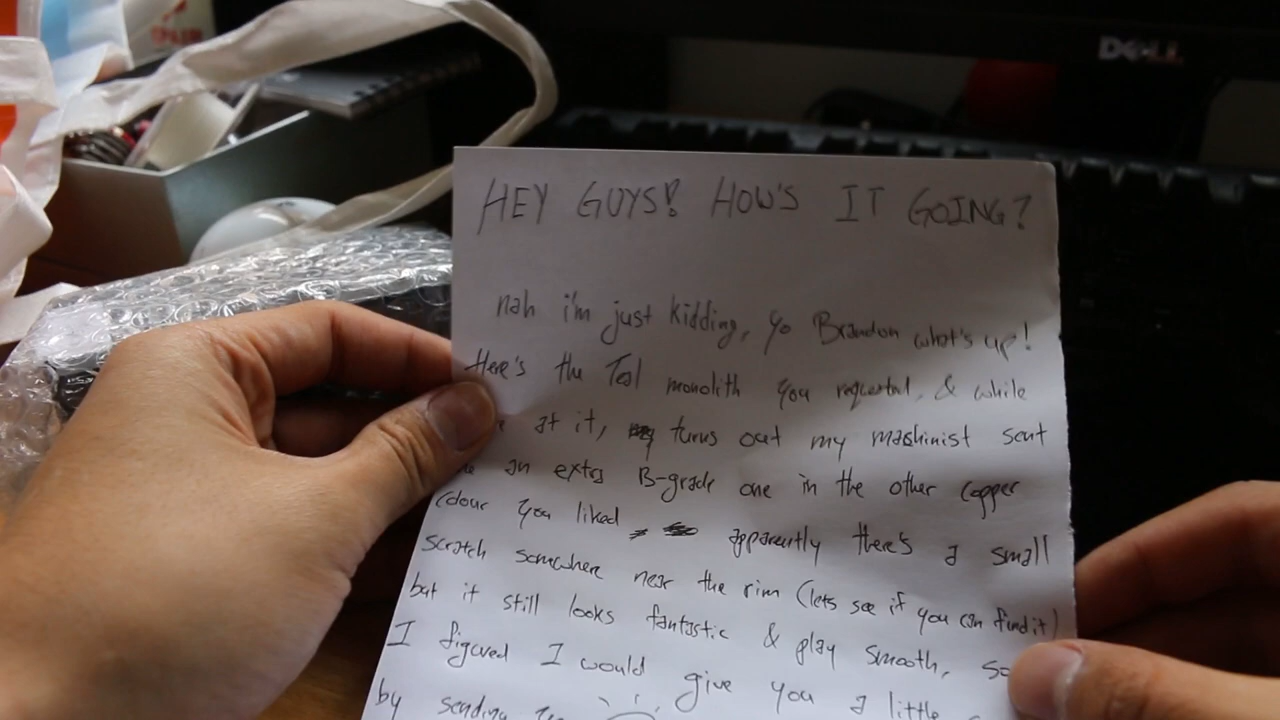 SPAIR
DELL
HEY GUYS! HOW'S IT GOING?
nah i'm just kidding, yo Brandon what's up!
Here's the Teal monolith you requested, & while
at it, turns out my machinist sent
an extra B-grade one in the other copper
colour you liked, apparently there's a small
scratch somewhere near the rim (lets see if you can find it)
but it still looks fantastic & play smooth, so
I figured I would give you a little
by sending